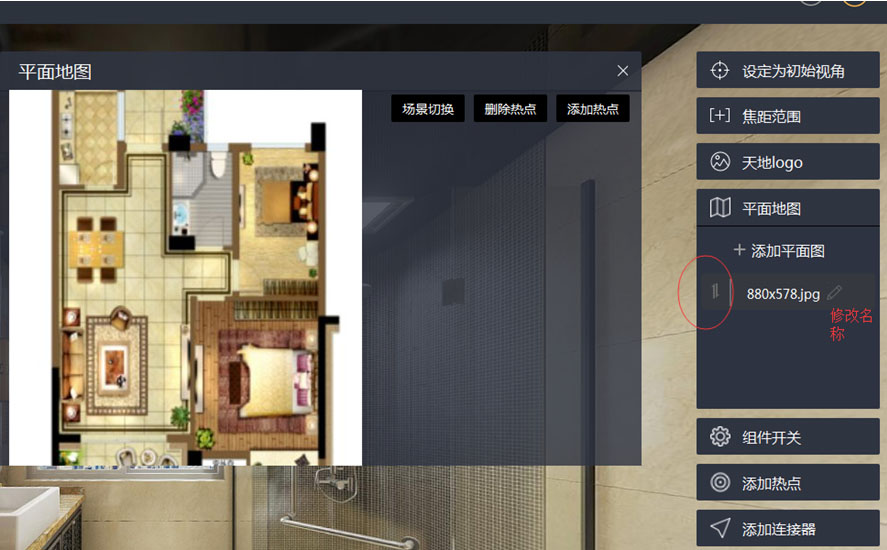 平面地图
场景切换
删除热点
添加热点
设定为初始视角
焦距范围
天地logo
平面地图
+ 添加平面图
880x578.jpg
修改名
称
组件开关
添加热点
添加连接器